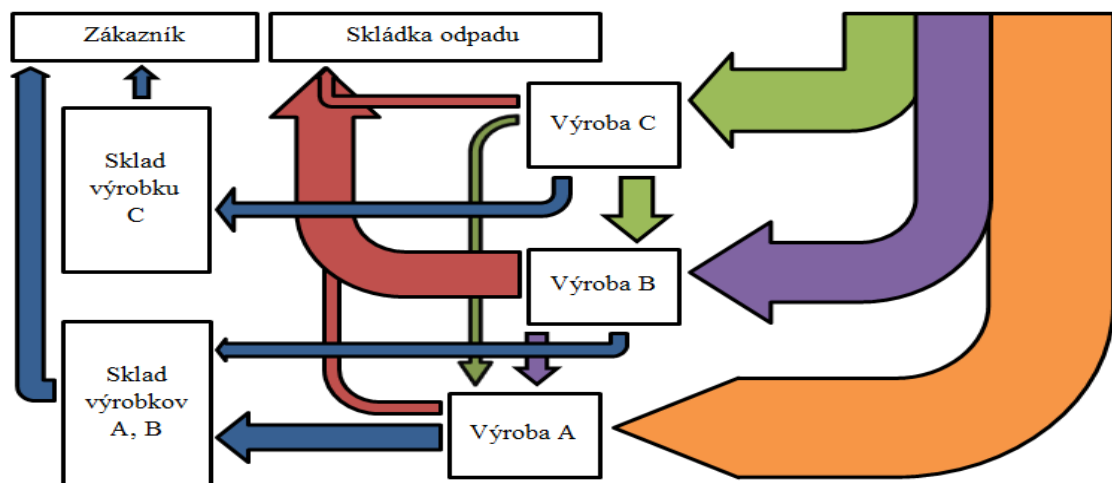 Zákazník
Skládka odpadu
Výroba C
Sklad
výrobku
C
Výroba B
Sklad
výrobkov
A, B
Výroba A